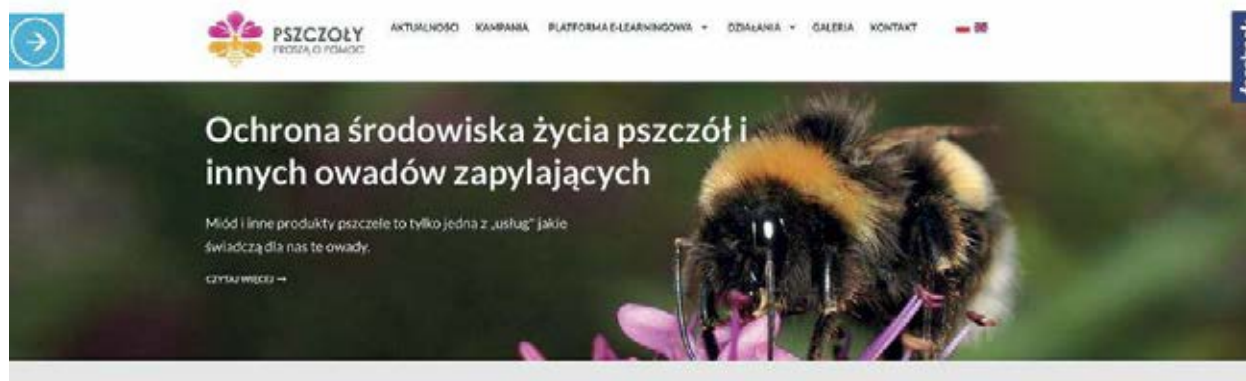 PSZCZOŁY
PROSZĄ O POMOC
AKTUALNOŚCI KAMPANIA PLATFORMA E-LEARNINGOWA DZIAŁANIA GALERIA KONTAKT
facebook
Ochrona środowiska życia pszczół i
innych owadów zapylających
Miód i inne produkty pszczele to tylko jedna z „usług” jakie
świadczą dla nas te owady.
CZYTAJ WIĘCEJ →